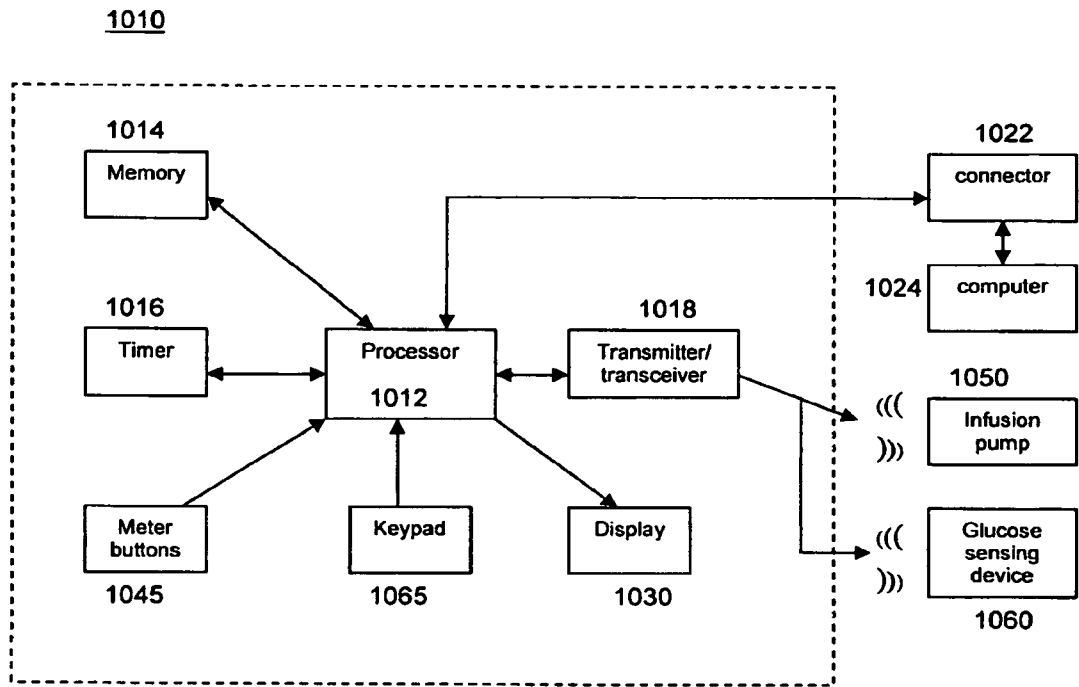 1010
1014
Memory
1022
connector
1024
computer
1016
Timer
Processor
1012
1018
Transmitter/
transceiver
1050
(((
)))
Infusion
pump
Meter
buttons
1045
Keypad
1065
Display
1030
(((
)))
Glucose
sensing
device
1060